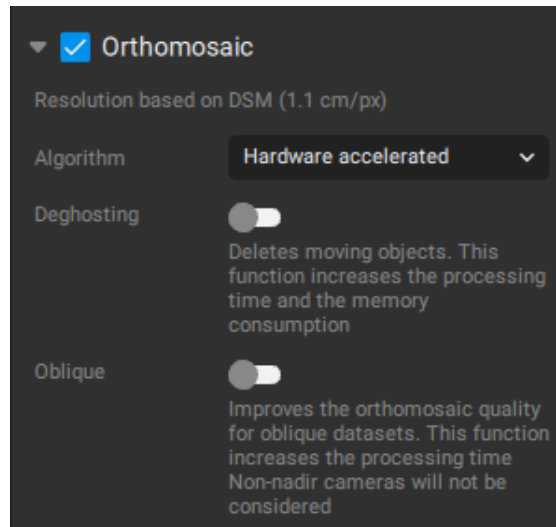 Orthomosaic
Resolution based on DSM (1.1 cm/px)
Algorithm Hardware accelerated
Deghosting
Deletes moving objects. This
function increases the processing
time and the memory
consumption
Oblique
Improves the orthomosaic quality
for oblique datasets. This function
increases the processing time
Non-nadir cameras will not be
considered